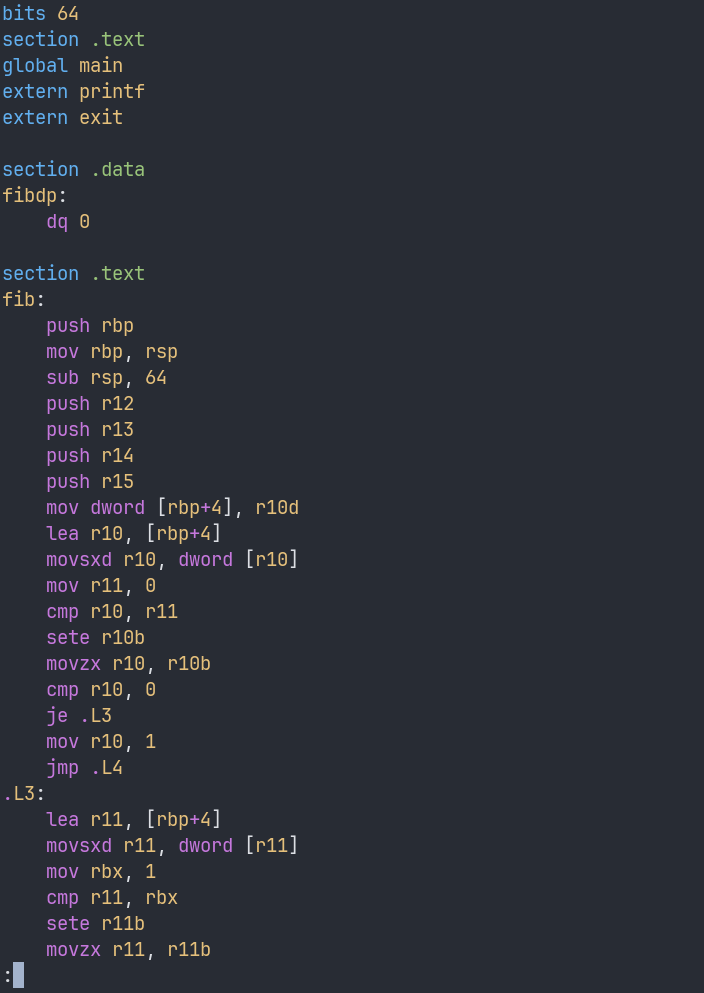 bits 64
section .text
global main
extern printf
extern exit

section .data
fibdp:
    dq 0

section .text
fib:
    push rbp
    mov rbp, rsp
    sub rsp, 64
    push r12
    push r13
    push r14
    push r15
    mov dword [rbp+4], r10d
    lea r10, [rbp+4]
    movsxd r10, dword [r10]
    mov r11, 0
    cmp r10, r11
    sete r10b
    movzx r10, r10b
    cmp r10, 0
    je .L3
    mov r10, 1
    jmp .L4
.L3:
    lea r11, [rbp+4]
    movsxd r11, dword [r11]
    mov rbx, 1
    cmp r11, rbx
    sete r11b
    movzx r11, r11b
: